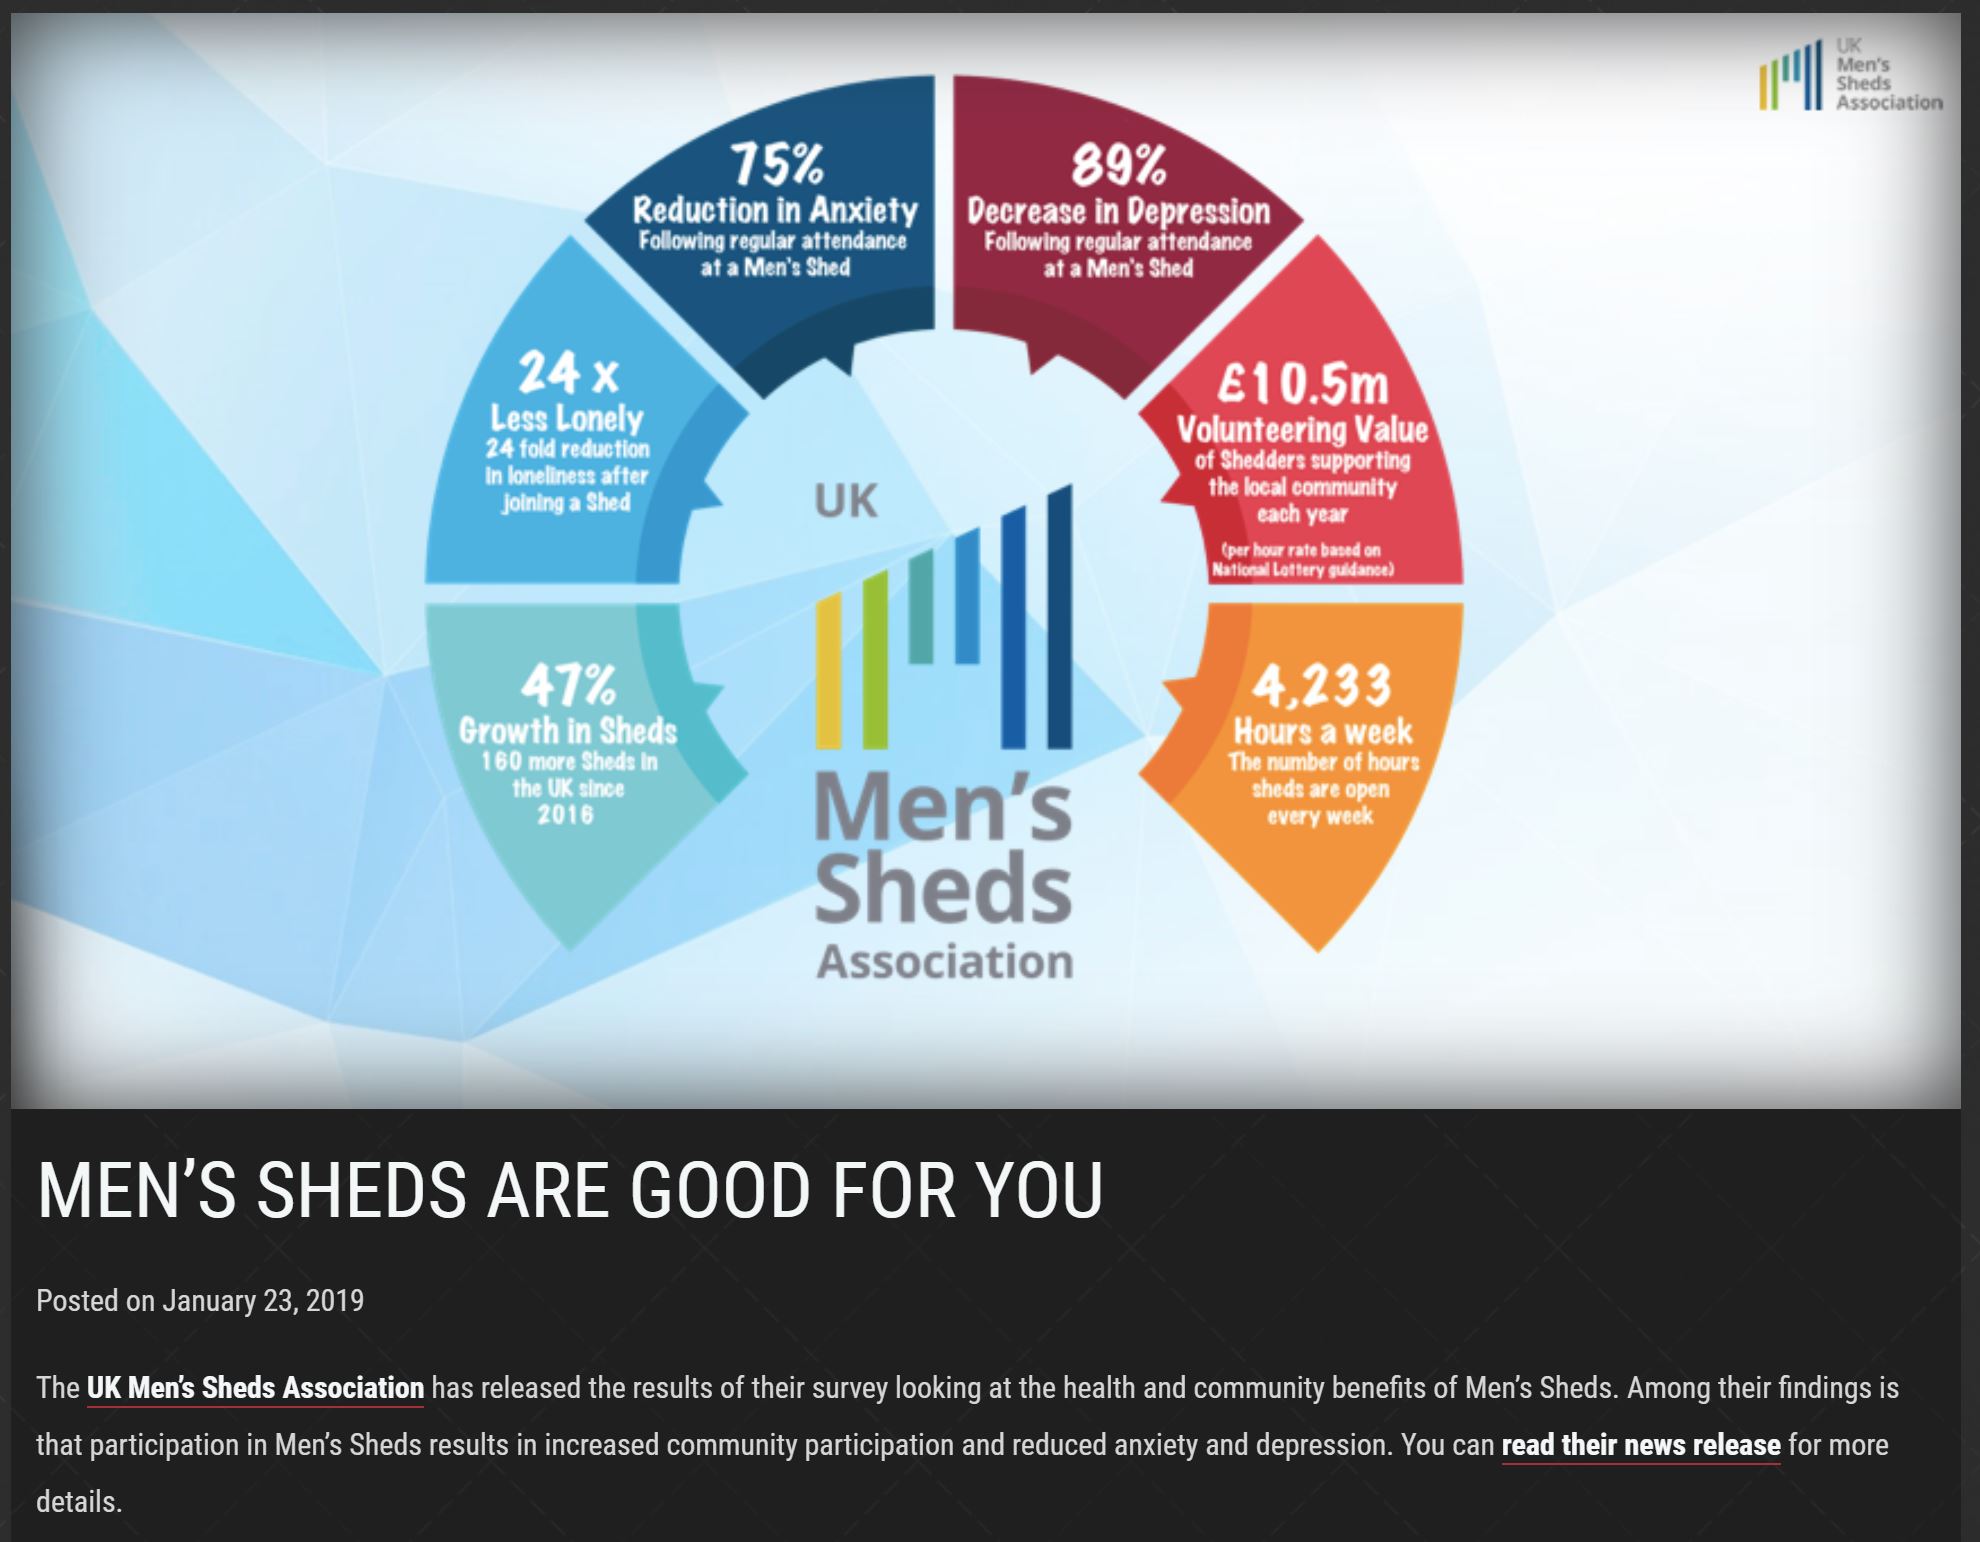 UK
Men's
Sheds
Association
75%
Reduction in Anxiety
Following regular attendance
at a Men's Shed
89%
Decrease in Depression
Following regular attendance
at a Men's Shed
24 x
Less Lonely
24 fold reduction
in loneliness after
joining a Shed
£10.5m
Volunteering Value
of Shedders supporting
the local community
each year
(per hour rate based on
National Lottery guidance)
47%
Growth in Sheds
160 more Sheds in
the UK since
2016
4,233
Hours a week
The number of hours
sheds are open
every week
UK
Men's
Sheds
Association
MEN’S SHEDS ARE GOOD FOR YOU
Posted on January 23, 2019
The UK Men’s Sheds Association has released the results of their survey looking at the health and community benefits of Men’s Sheds. Among their findings is
that participation in Men’s Sheds results in increased community participation and reduced anxiety and depression. You can read their news release for more
details.